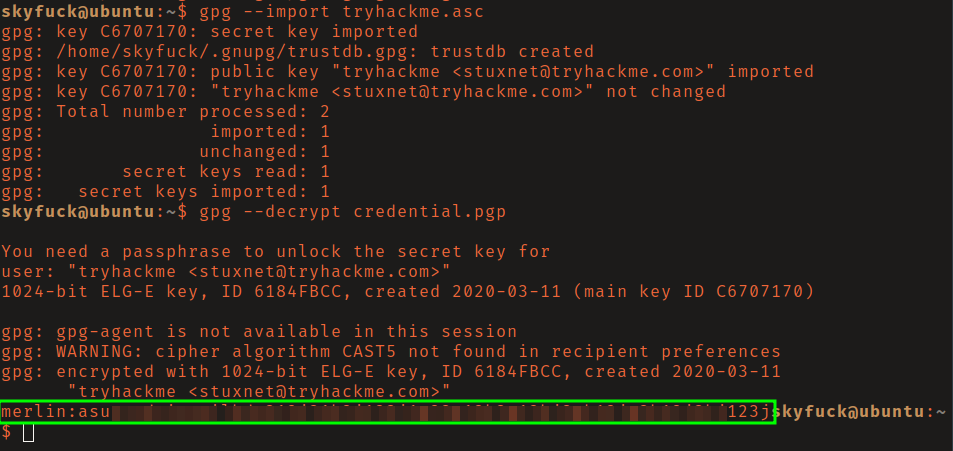 skyfuck@ubuntu:~$ gpg --import tryhackme.asc
gpg: key C6707170: secret key imported
gpg: /home/skyfuck/.gnupg/trustdb.gpg: trustdb created
gpg: key C6707170: public key "tryhackme <stuxnet@tryhackme.com>" imported
gpg: key C6707170: "tryhackme <stuxnet@tryhackme.com>" not changed
gpg: Total number processed: 2
gpg:               imported: 1
gpg:              unchanged: 1
gpg:       secret keys read: 1
gpg:   secret keys imported: 1
skyfuck@ubuntu:~$ gpg --decrypt credential.pgp
You need a passphrase to unlock the secret key for
user: "tryhackme <stuxnet@tryhackme.com>"
1024-bit ELG-E key, ID 6184FBCC, created 2020-03-11 (main key ID C6707170)
gpg: gpg-agent is not available in this session
gpg: WARNING: cipher algorithm CAST5 not found in recipient preferences
gpg: encrypted with 1024-bit ELG-E key, ID 6184FBCC, created 2020-03-11
      "tryhackme <stuxnet@tryhackme.com>"
merlin:asu 123jskyfuck@ubuntu:~
$